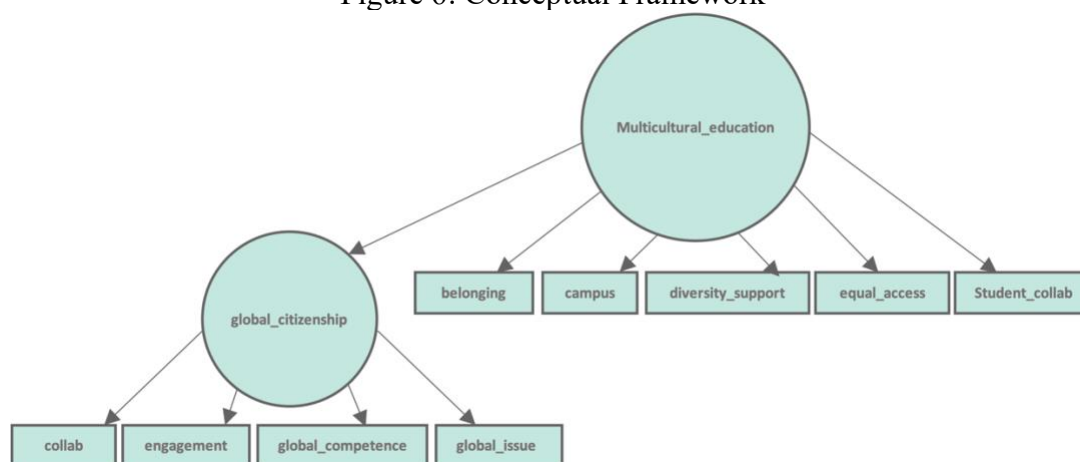 Multicultural_education
belonging
campus
diversity_support
equal_access
Student_collab
global_citizenship
collab
engagement
global_competence
global_issue